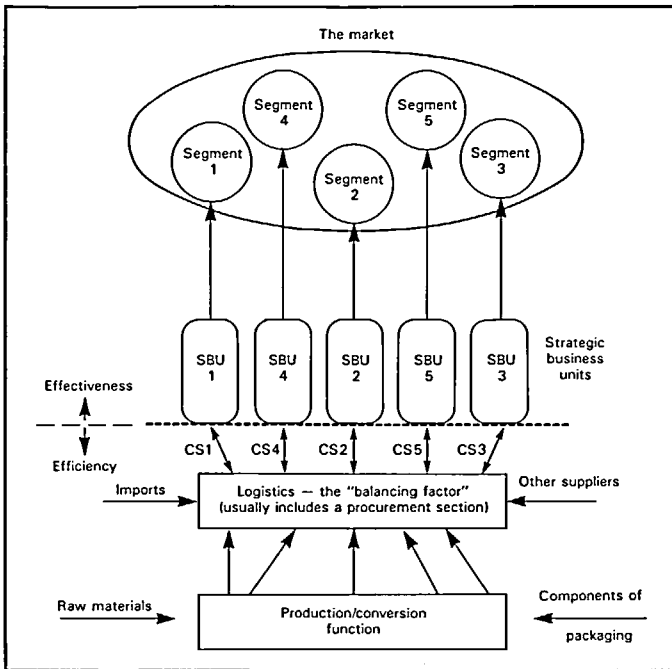 The market
Segment
4
Segment
5
Segment
1
Segment
3
Segment
2
SBU
1
SBU
4
SBU
2
SBU
5
SBU
3
Strategic
business
units
Effectiveness
Efficiency
CS1
CS4
CS2
CS5
CS3
Imports
Logistics — the "balancing factor"
(usually includes a procurement section)
Other suppliers
Raw materials
Production/conversion
function
Components of
packaging